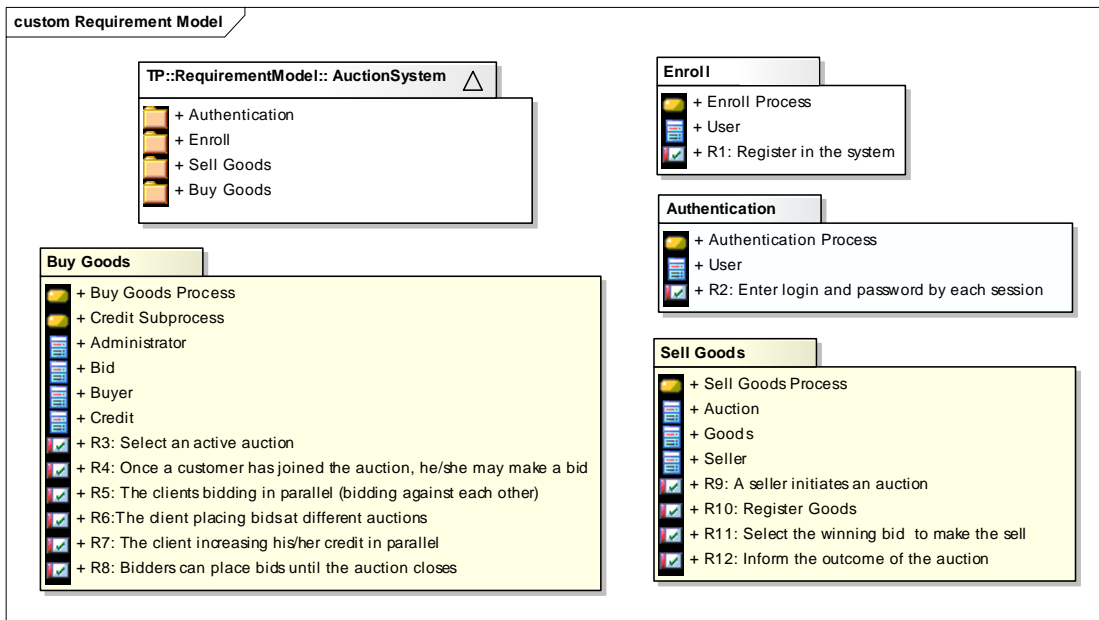 custom Requirement Model
TP::RequirementModel:: AuctionSystem
+ Authentication
+ Enroll
+ Sell Goods
+ Buy Goods
Enroll
+ Enroll Process
+ User
+ R1: Register in the system
Authentication
+ Authentication Process
+ User
+ R2: Enter login and password by each session
Buy Goods
+ Buy Goods Process
+ Credit Subprocess
+ Administrator
+ Bid
+ Buyer
+ Credit
+ R3: Select an active auction
+ R4: Once a customer has joined the auction, he/she may make a bid
+ R5: The clients bidding in parallel (bidding against each other)
+ R6:The client placing bids at different auctions
+ R7: The client increasing his/her credit in parallel
+ R8: Bidders can place bids until the auction closes
Sell Goods
+ Sell Goods Process
+ Auction
+ Goods
+ Seller
+ R9: A seller initiates an auction
+ R10: Register Goods
+ R11: Select the winning bid to make the sell
+ R12: Inform the outcome of the auction